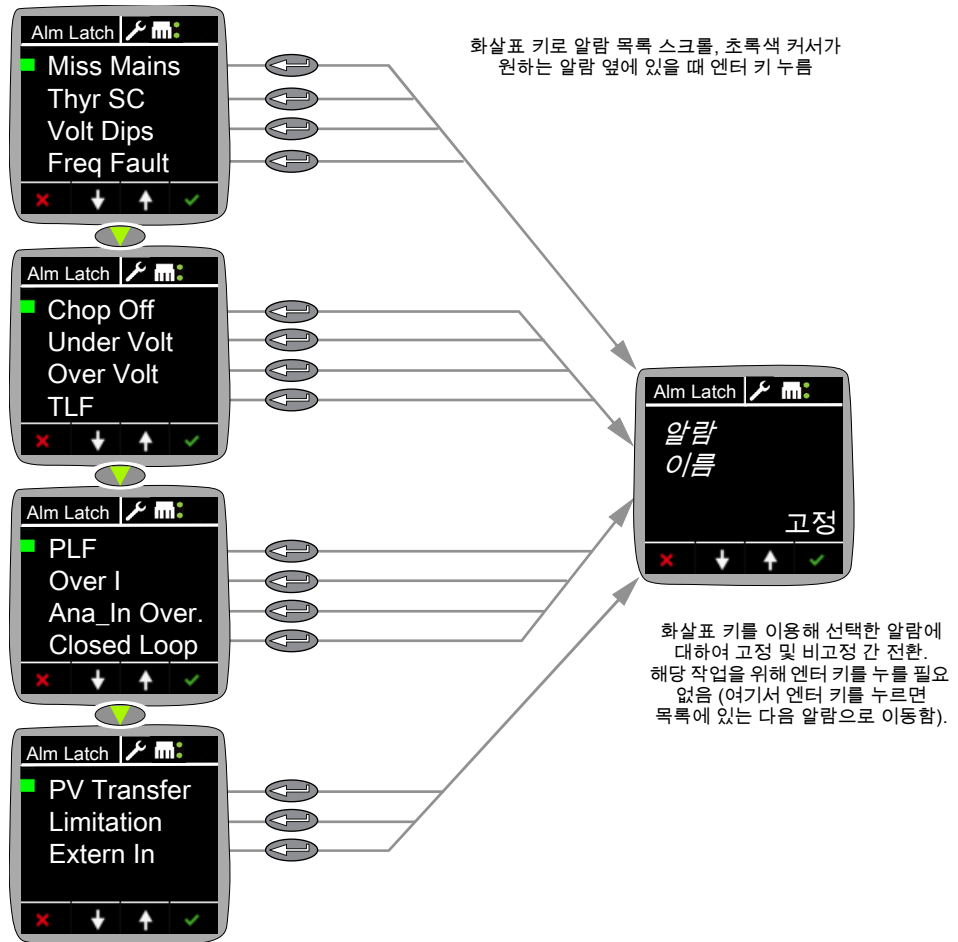 Alm Latch
Miss Mains
Thyr SC
Volt Dips
Freq Fault
화살표 키로 알람 목록 스크롤, 초록색 커서가
원하는 알람 옆에 있을 때 엔터 키 누름
Alm Latch
Chop Off
Under Volt
Over Volt
TLF
Alm Latch
PLF
Over I
Ana_In Over.
Closed Loop
Alm Latch
PV Transfer
Limitation
Extern In
Alm Latch
알람
이름
고정
화살표 키를 이용해 선택한 알람에
대하여 고정 및 비고정 간 전환.
해당 작업을 위해 엔터 키를 누를 필요
없음 (여기서 엔터 키를 누르면
목록에 있는 다음 알람으로 이동함).